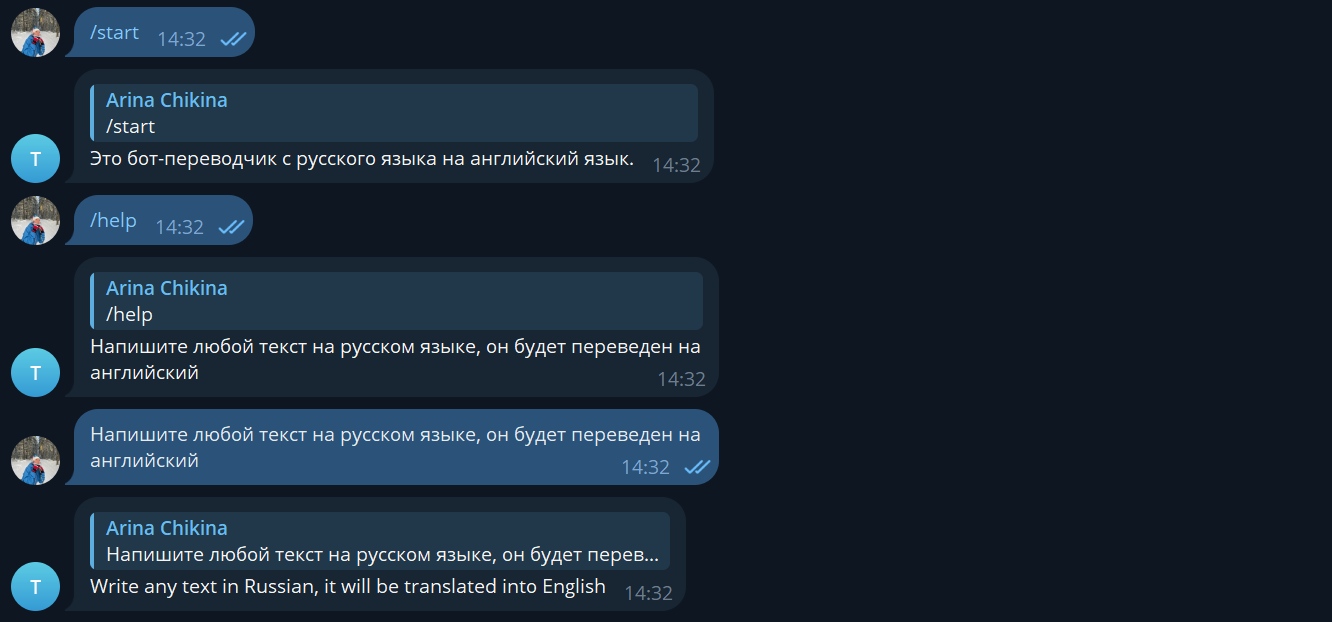 /start 14:32
Arina Chikina
/start
T
Это бот-переводчик с русского языка на английский язык. 14:32
/help 14:32
Arina Chikina
/help
Напишите любой текст на русском языке, он будет переведен на
T
английский 14:32
Напишите любой текст на русском языке, он будет переведен на
английский 14:32
Arina Chikina
Напишите любой текст на русском языке, он будет перев...
T
Write any text in Russian, it will be translated into English 14:32